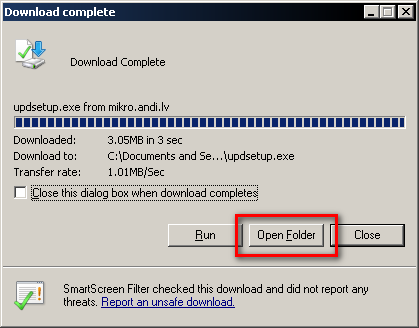 Download complete
Download Complete
updsetup.exe from mikro.andi.lv
Downloaded: 3.05MB in 3 sec
Download to: C:\Documents and Se...\updsetup.exe
Transfer rate: 1.01MB/Sec
Close this dialog box when download completes
Run Open Folder Close
SmartScreen Filter checked this download and did not report any
threats. Report an unsafe download.